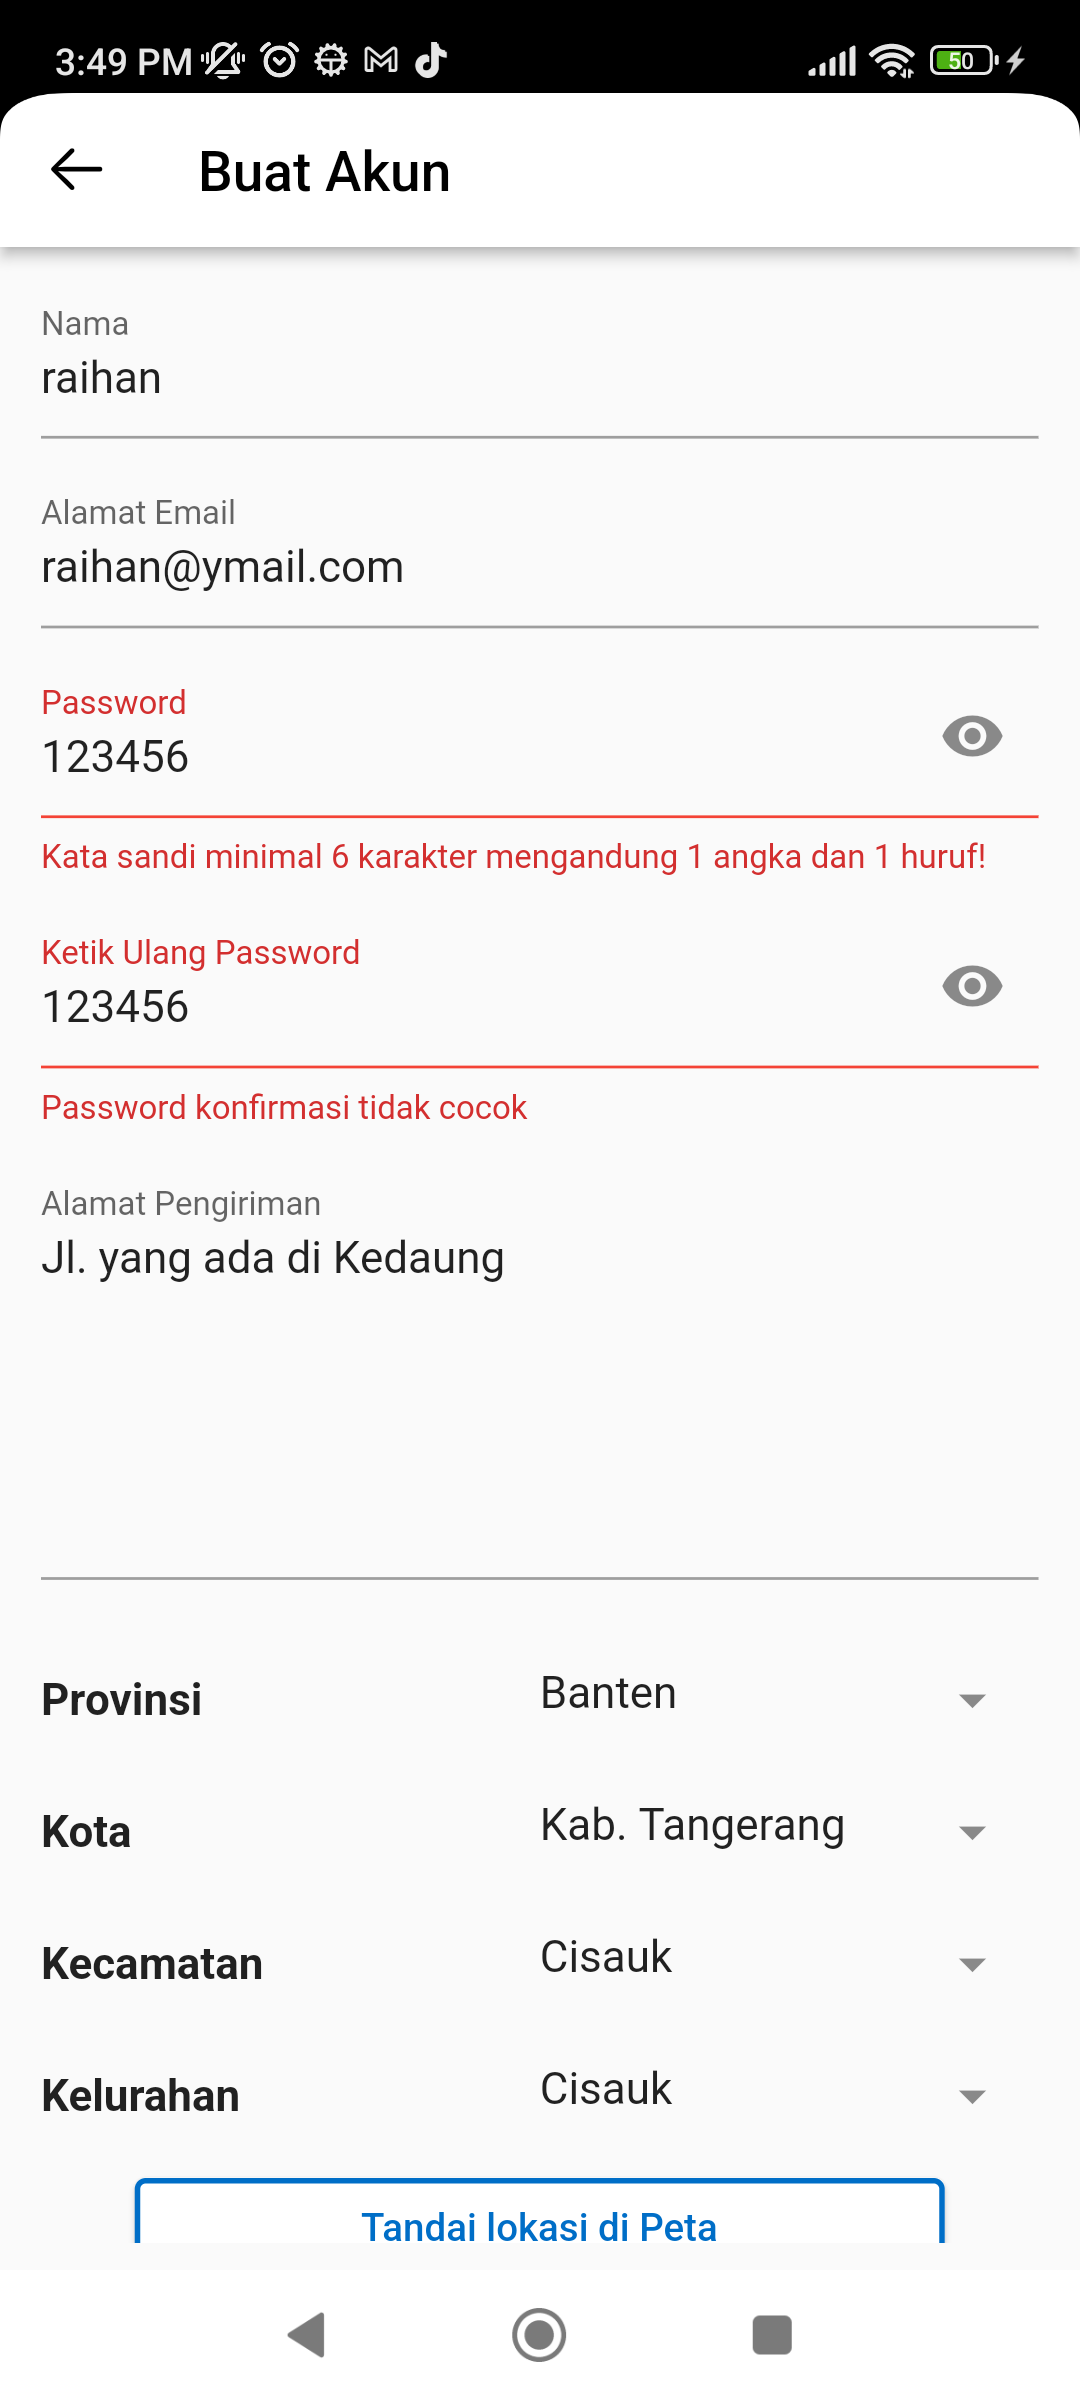 3:49 PM
50
Buat Akun
Nama
raihan
Alamat Email
raihan@ymail.com
Password
123456
Kata sandi minimal 6 karakter mengandung 1 angka dan 1 huruf!
Ketik Ulang Password
123456
Password konfirmasi tidak cocok
Alamat Pengiriman
Jl. yang ada di Kedaung
Provinsi Banten
Kota Kab. Tangerang
Kecamatan Cisauk
Kelurahan Cisauk
Tandai lokasi di Peta